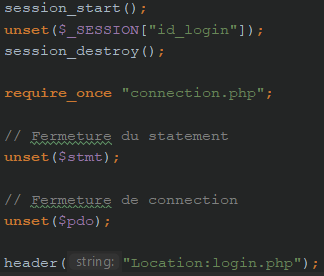 session_start();
unset($_SESSION["id_login"]);
session_destroy();
require_once "connection.php";
// Fermeture du statement
unset($stmt);
// Fermeture de connection
unset($pdo);
header( string: "Location:login.php");